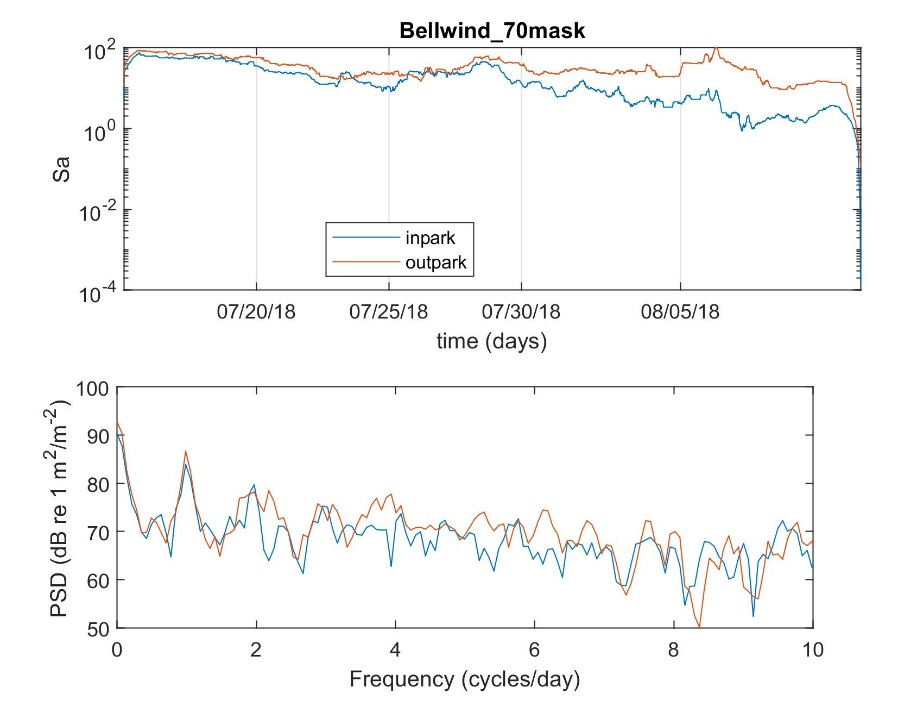 Bellwind_70mask
10^2
10^0
10^-2
10^-4
Sa
inpark
outpark
07/20/18 07/25/18 07/30/18 08/05/18
time (days)
100
90
80
70
60
50
PSD (dB re 1 m^2/m^-2)
0 2 4 6 8 10
Frequency (cycles/day)